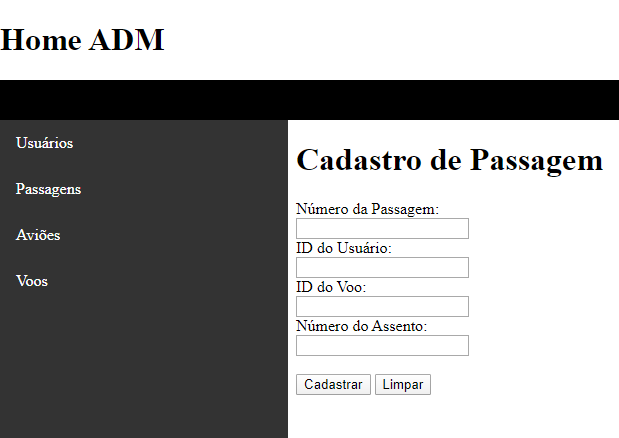 Home ADM
Usuários
Passagens
Aviões
Voos
Cadastro de Passagem
Número da Passagem:
ID do Usuário:
ID do Voo:
Número do Assento:
Cadastrar Limpar